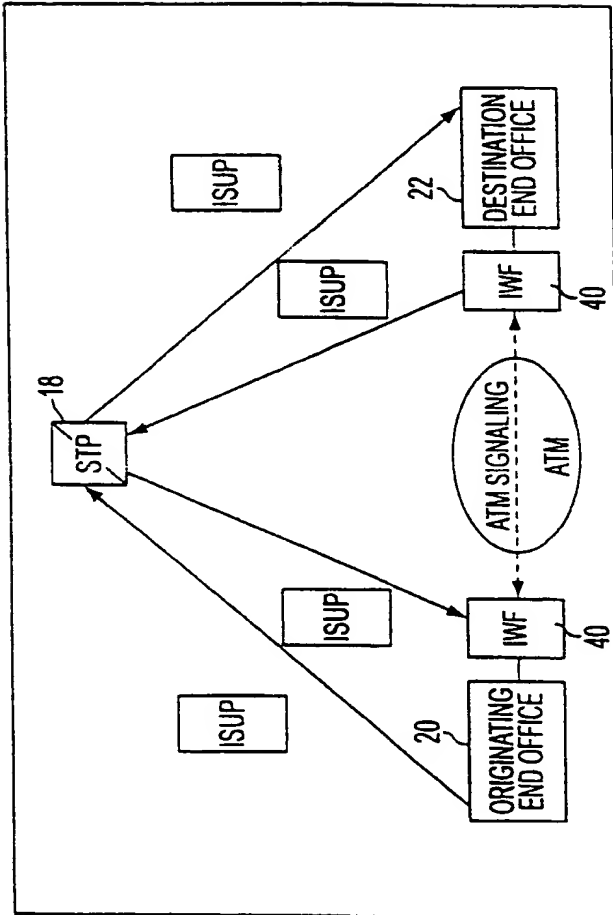 18
STP
ISUP
ISUP
ISUP
ISUP
20
ORIGINATING
END OFFICE
IWF
40
ATM SIGNALING
ATM
IWF
40
22
DESTINATION
END OFFICE